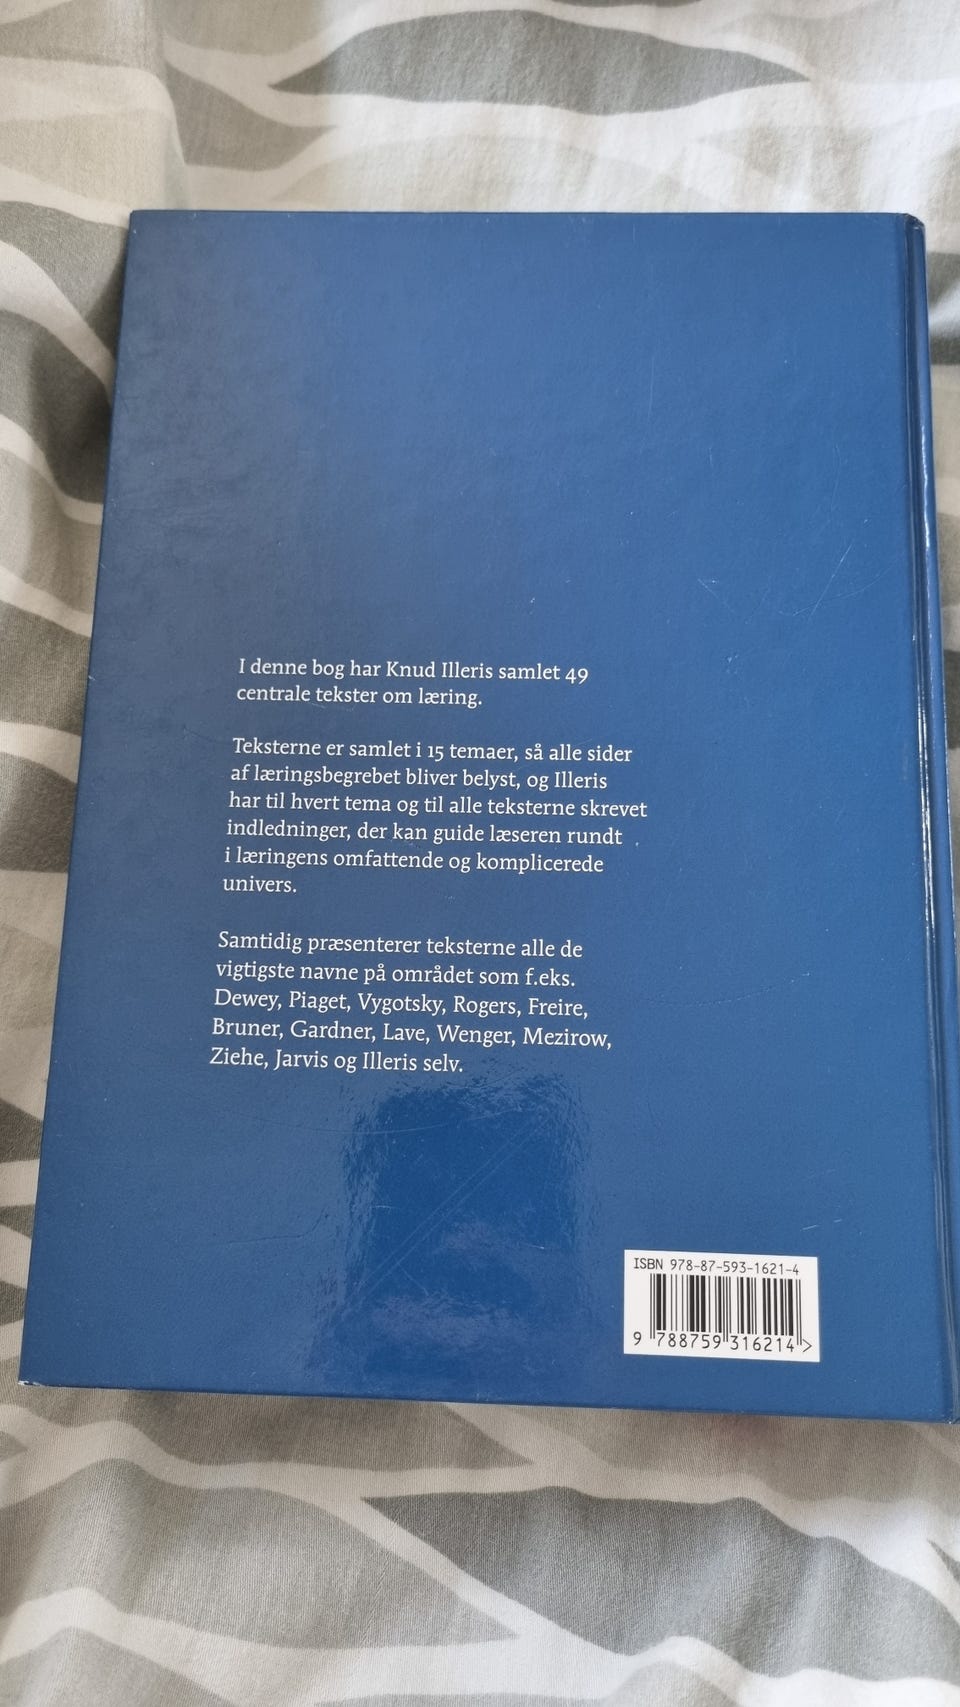 I denne bog har Knud Illeris samlet 49
centrale tekster om læring.
Teksterne er samlet i 15 temaer, så alle sider
af læringsbegrebet bliver belyst, og Illeris
har til hvert tema og til alle teksterne skrevet
indledninger, der kan guide læseren rundt
i læringens omfattende og komplicerede
univers.
Samtidig præsenterer teksterne alle de
vigtigste navne på området som f.eks.
Dewey, Piaget, Vygotsky, Rogers, Freire,
Bruner, Gardner, Lave, Wenger, Mezirow,
Ziehe, Jarvis og Illeris selv.
ISBN 978-87-593-1621-4
9 788759 316214 >